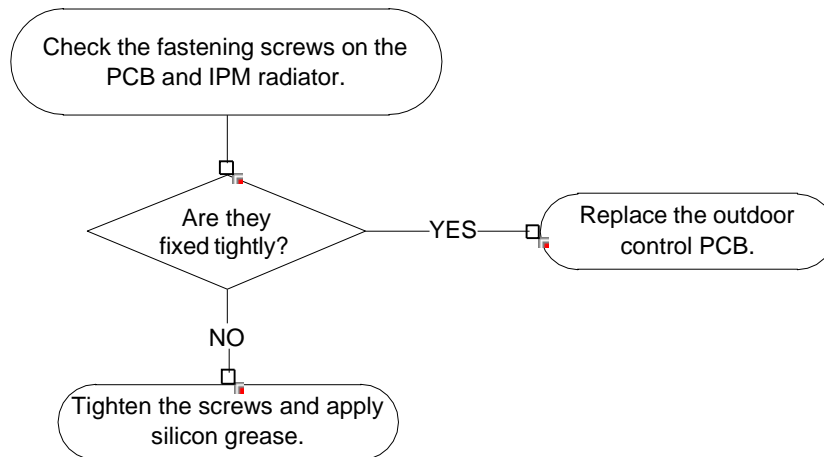 Check the fastening screws on the
PCB and IPM radiator.
Are they
fixed tightly?
YES
Replace the outdoor
control PCB.
NO
Tighten the screws and apply
silicon grease.